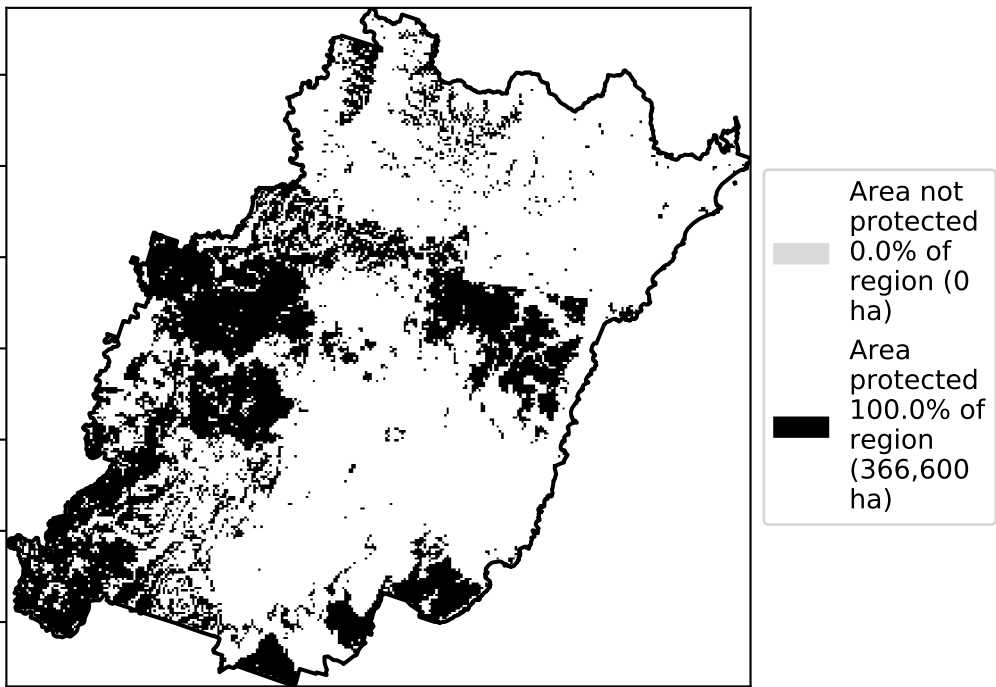 Area not
protected
0.0% of
region (0
ha)
Area
protected
100.0% of
region
(366,600
ha)